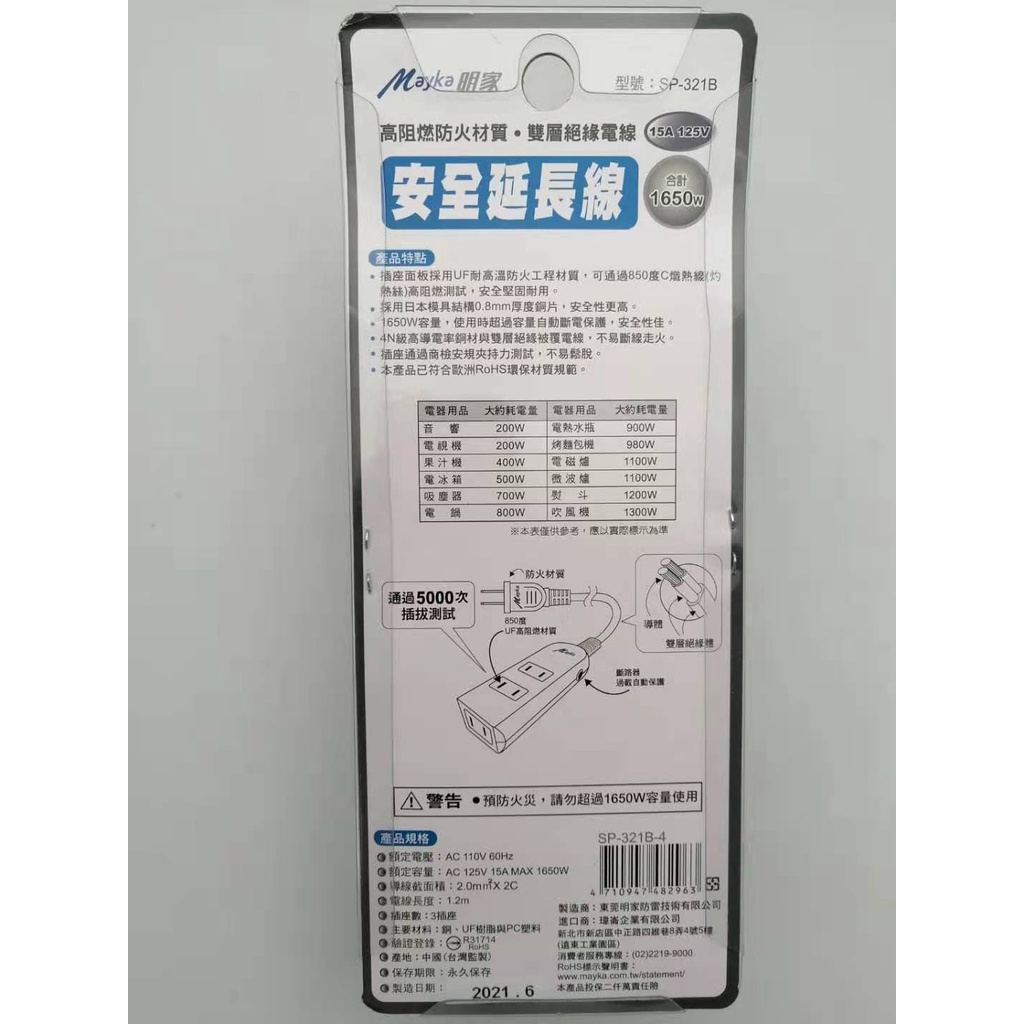 Mayka 明家
型號：SP-321B
高阻燃防火材質•雙層絕緣電線
15A 125V
安全延長線
合計
1650W
產品特點
• 插座面板採用UF耐高溫防火工程材質，可通過850度C熾熱線(灼
熱絲)高阻燃測試，安全堅固耐用。
• 採用日本模具結構0.8mm厚度銅片，安全性更高。
• 1650W容量，使用時超過容量自動斷電保護，安全性佳。
• 4N級高導電率銅材與雙層絕緣被覆電線，不易斷線走火。
• 插座通過商檢安規夾持力測試，不易鬆脫。
• 本產品已符合歐洲RoHS環保材質規範。
電器用品 大約耗電量 電器用品 大約耗電量
音響 200W 電熱水瓶 900W
電視機 200W 烤麵包機 980W
果汁機 400W 電磁爐 1100W
電冰箱 500W 微波爐 1100W
吸塵器 700W 熨斗 1200W
電鍋 800W 吹風機 1300W
※本表僅供參考，應以實際標示為準
防火材質
Mayka
通過5000次
插拔測試
850度
UF高阻燃材質
導體
雙層絕緣體
Mayka
斷路器
過載自動保護
警告 •預防火災，請勿超過1650W容量使用
產品規格
額定電壓：AC 110V 60Hz
額定容量：AC 125V 15A MAX 1650W
導線截面積：2.0mm²X 2C
電線長度：1.2m
插座數：3插座
主要材料：銅、UF樹脂與PC塑料
驗證登錄：R31714
RoHS
產地：中國(台灣監製)
保存期限：永久保存
製造日期：2021.6
SP-321B-4
4 710947 482963
製造商：東莞明家防雷技術有限公司
進口商：瑋崙企業有限公司
新北市新店區中正路四維巷8弄4號5樓
(遠東工業園區)
消費者服務專線：(02)2219-9000
RoHS標示聲明書：
www.mayka.com.tw/statement/
本產品投保二仟萬責任險